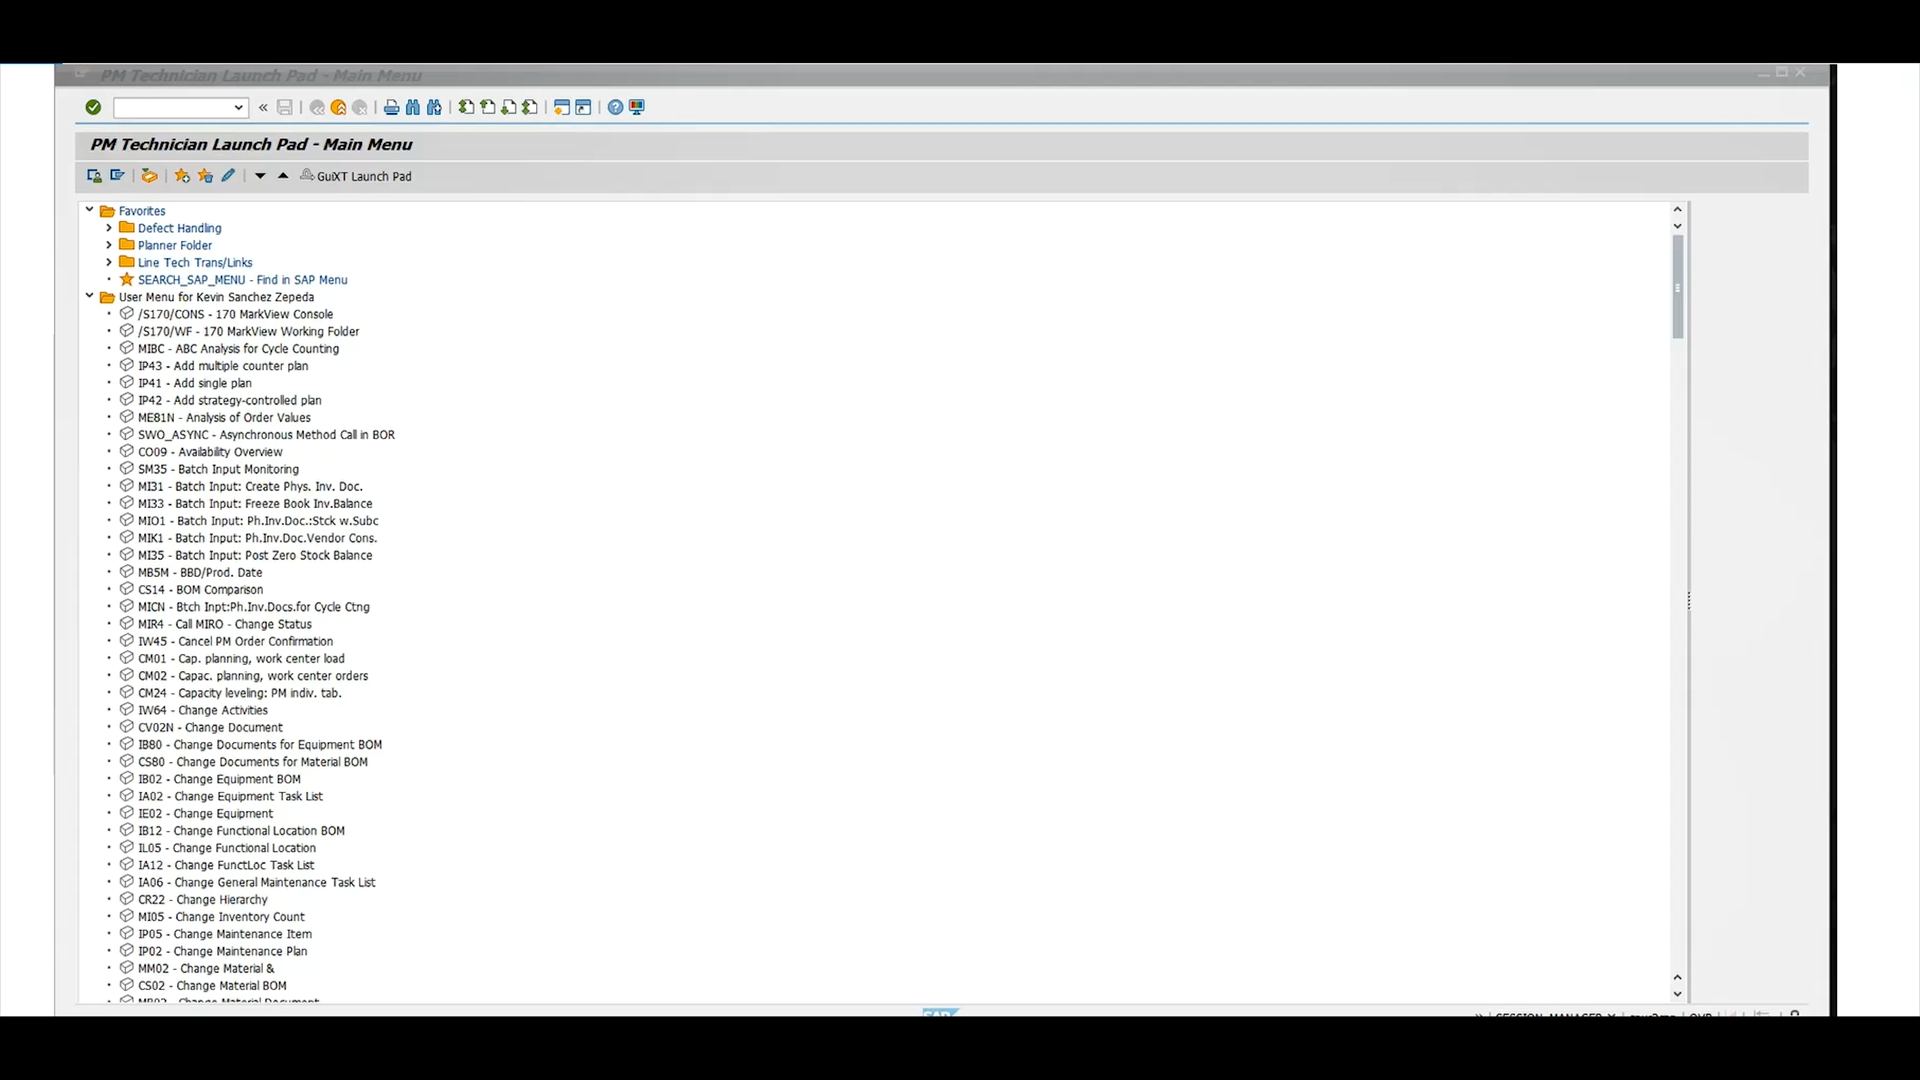 PM Technician Launch Pad - Main Menu
PM Technician Launch Pad - Main Menu
GuiXT Launch Pad
Favorites
Defect Handling
Planner Folder
Line Tech Trans/Links
SEARCH_SAP_MENU - Find in SAP Menu
User Menu for Kevin Sanchez Zepeda
/S170/CONS - 170 MarkView Console
/S170/WF - 170 MarkView Working Folder
MIBC - ABC Analysis for Cycle Counting
IP43 - Add multiple counter plan
IP41 - Add single plan
IP42 - Add strategy-controlled plan
ME81N - Analysis of Order Values
SWO_ASYNC - Asynchronous Method Call in BOR
CO09 - Availability Overview
SM35 - Batch Input Monitoring
MI31 - Batch Input: Create Phys. Inv. Doc.
MI33 - Batch Input: Freeze Book Inv.Balance
MIO1 - Batch Input: Ph.Inv.Doc.:Stck w.Subc
MIK1 - Batch Input: Ph.Inv.Doc.Vendor Cons.
MI35 - Batch Input: Post Zero Stock Balance
MB5M - BBD/Prod. Date
CS14 - BOM Comparison
MICN - Btch Inpt:Ph.Inv.Docs.for Cycle Ctng
MIR4 - Call MIRO - Change Status
IW45 - Cancel PM Order Confirmation
CM01 - Cap. planning, work center load
CM02 - Capac. planning, work center orders
CM24 - Capacity leveling: PM indiv. tab.
IW64 - Change Activities
CV02N - Change Document
IB80 - Change Documents for Equipment BOM
CS80 - Change Documents for Material BOM
IB02 - Change Equipment BOM
IA02 - Change Equipment Task List
IE02 - Change Equipment
IB12 - Change Functional Location BOM
IL05 - Change Functional Location
IA12 - Change FunctLoc Task List
IA06 - Change General Maintenance Task List
CR22 - Change Hierarchy
MI05 - Change Inventory Count
IP05 - Change Maintenance Item
IP02 - Change Maintenance Plan
MM02 - Change Material &
CS02 - Change Material BOM
MB02 - Change Material Document
SAP
SESSION_MANAGER
OVR